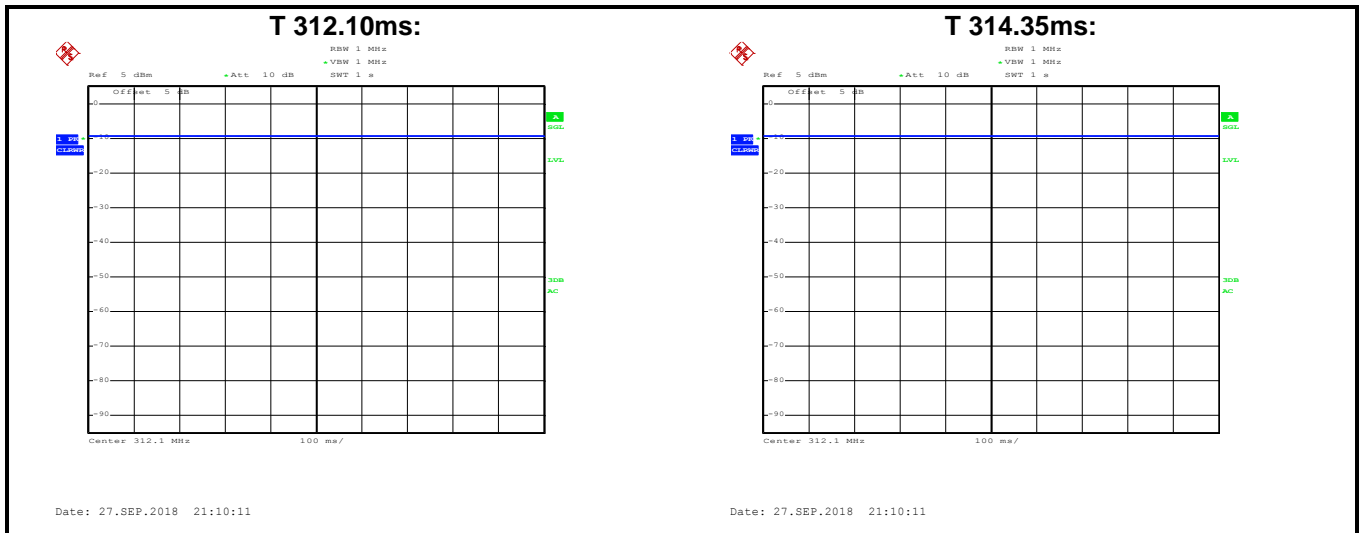 T 312.10ms:
R
S
RBW 1 MHz
VBW 1 MHz
Ref 5 dBm
Att 10 dB
SWT 1 s
Offset 5 dB
0
A
SGL
1 PK
-10
CLRWR
LVL
-20
-30
-40
-50
3DB
AC
-60
-70
-80
-90
Center 312.1 MHz
100 ms/
Date: 27.SEP.2018 21:10:11
T 314.35ms:
R
S
RBW 1 MHz
VBW 1 MHz
Ref 5 dBm
Att 10 dB
SWT 1 s
Offset 5 dB
0
A
SGL
1 PK
-10
CLRWR
LVL
-20
-30
-40
-50
3DB
AC
-60
-70
-80
-90
Center 312.1 MHz
100 ms/
Date: 27.SEP.2018 21:10:11